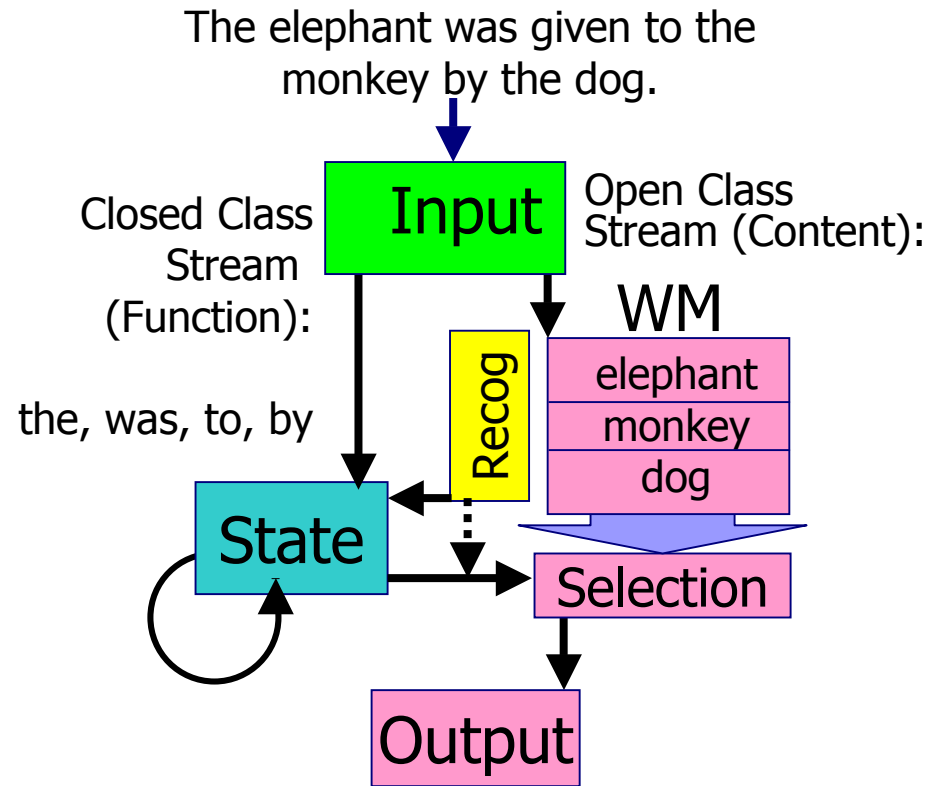 The elephant was given to the
monkey by the dog.
Input
Closed Class
Stream
(Function):
Open Class
Stream (Content):
WM
Recog
elephant
monkey
dog
the, was, to, by
State
Selection
Output